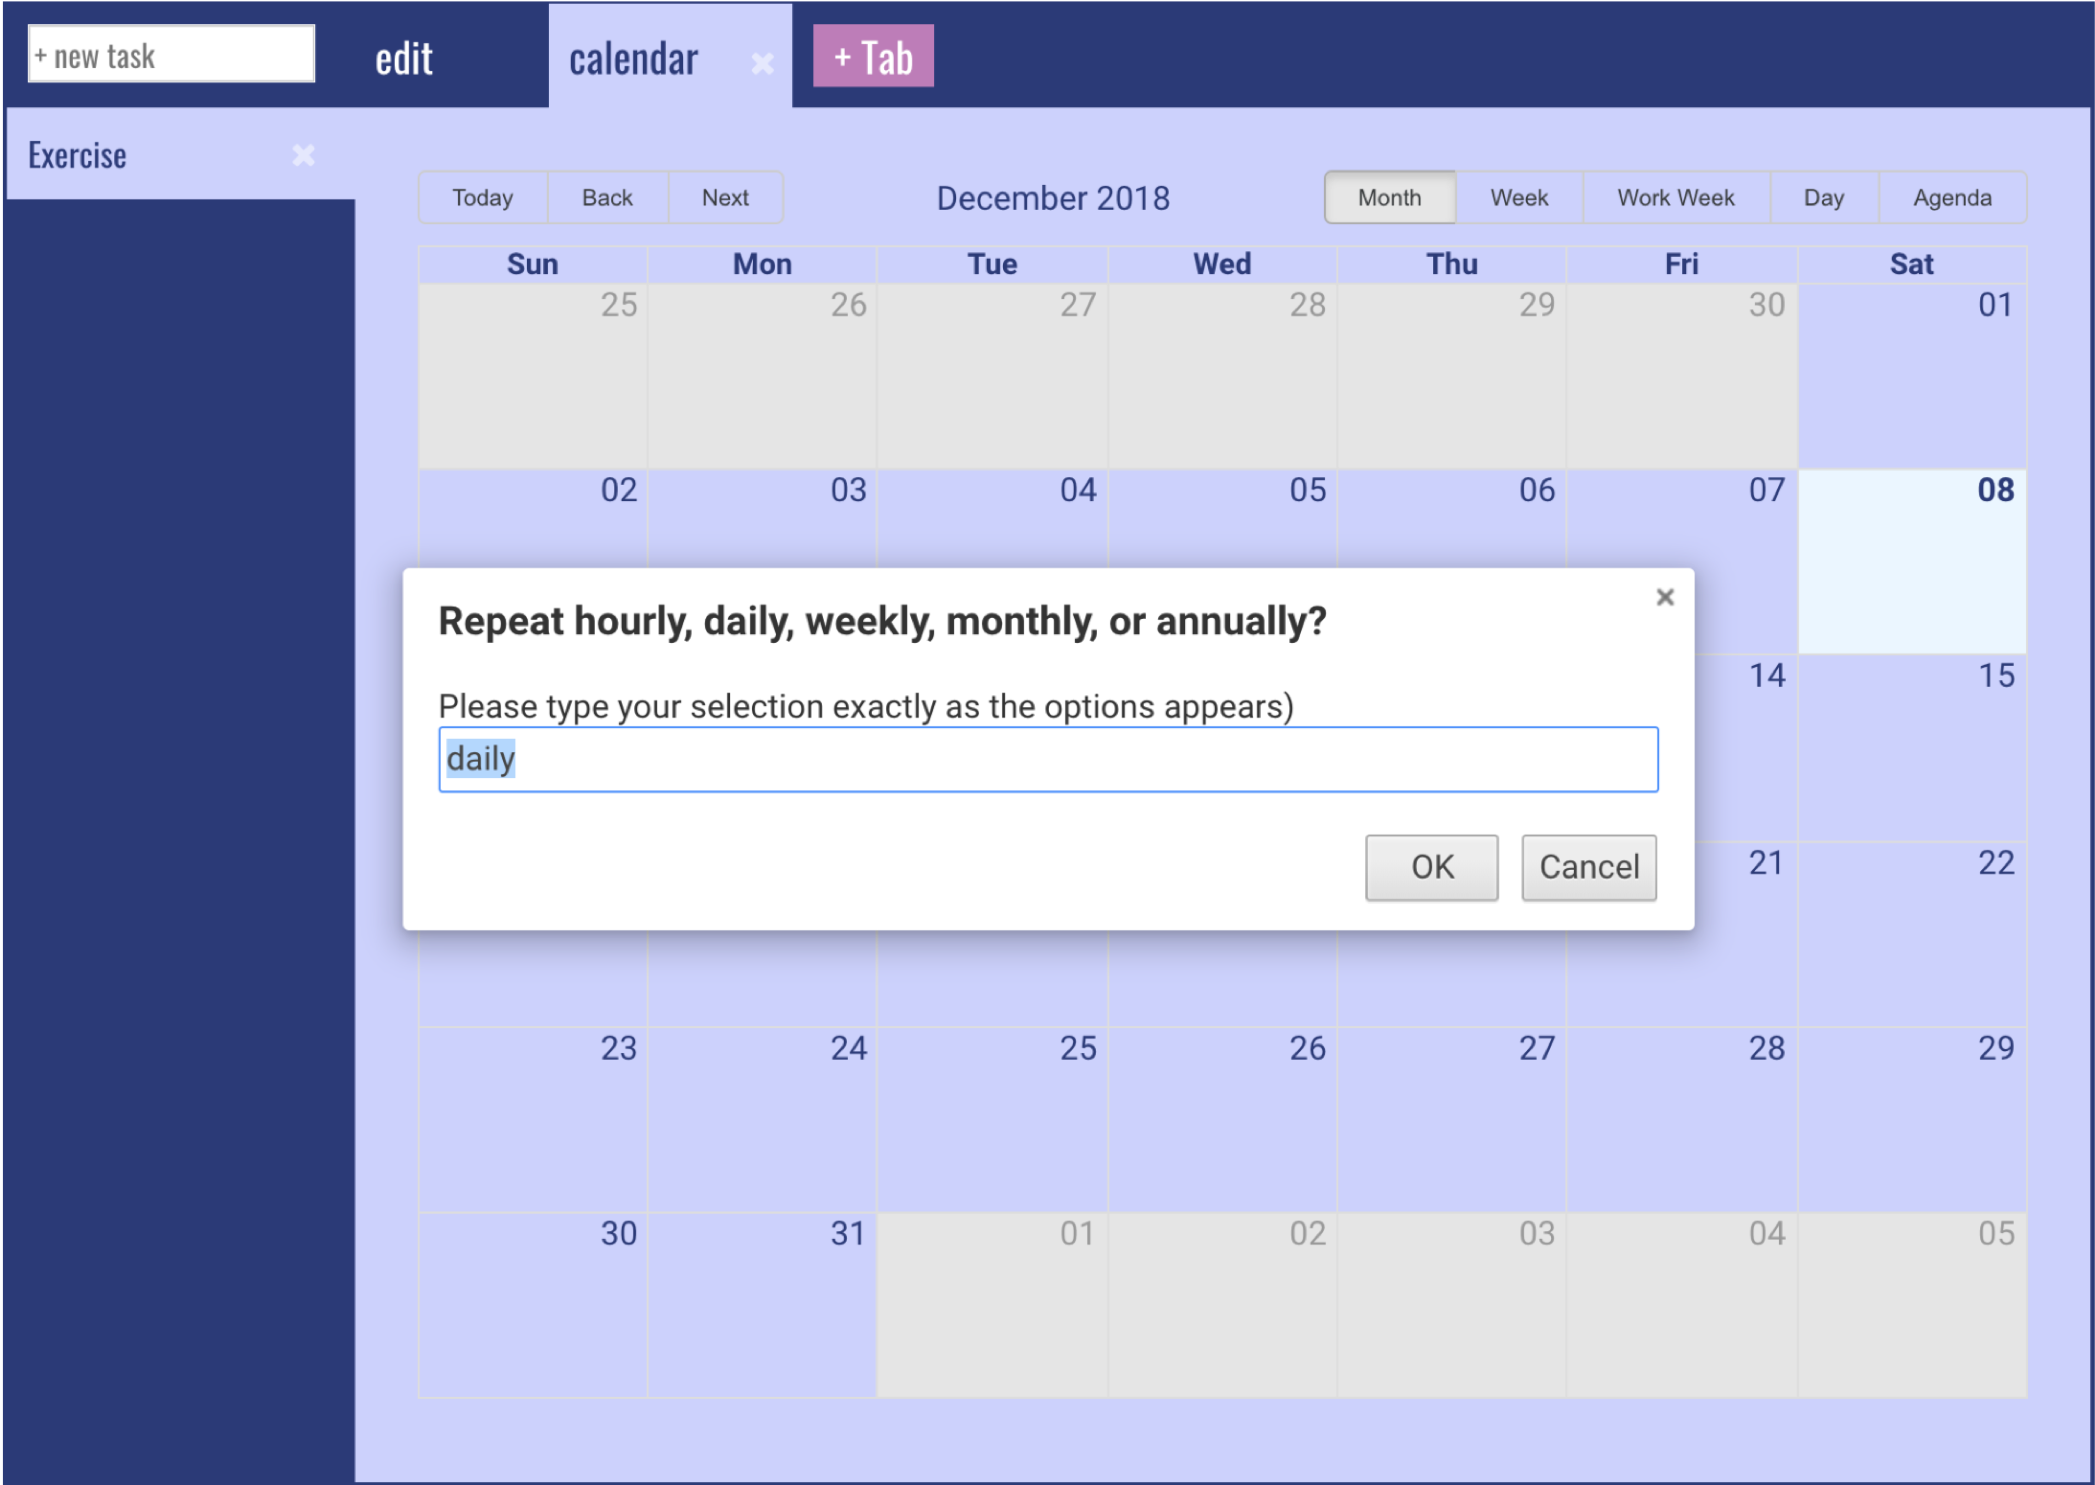 + new task
edit
calendar ×
+ Tab
Exercise ×
Today Back Next
December 2018
Month Week Work Week Day Agenda
Sun Mon Tue Wed Thu Fri Sat
25 26 27 28 29 30 01
02 03 04 05 06 07 08
×
Repeat hourly, daily, weekly, monthly, or annually?
Please type your selection exactly as the options appears)
daily
OK Cancel
14 15
21 22
23 24 25 26 27 28 29
30 31 01 02 03 04 05